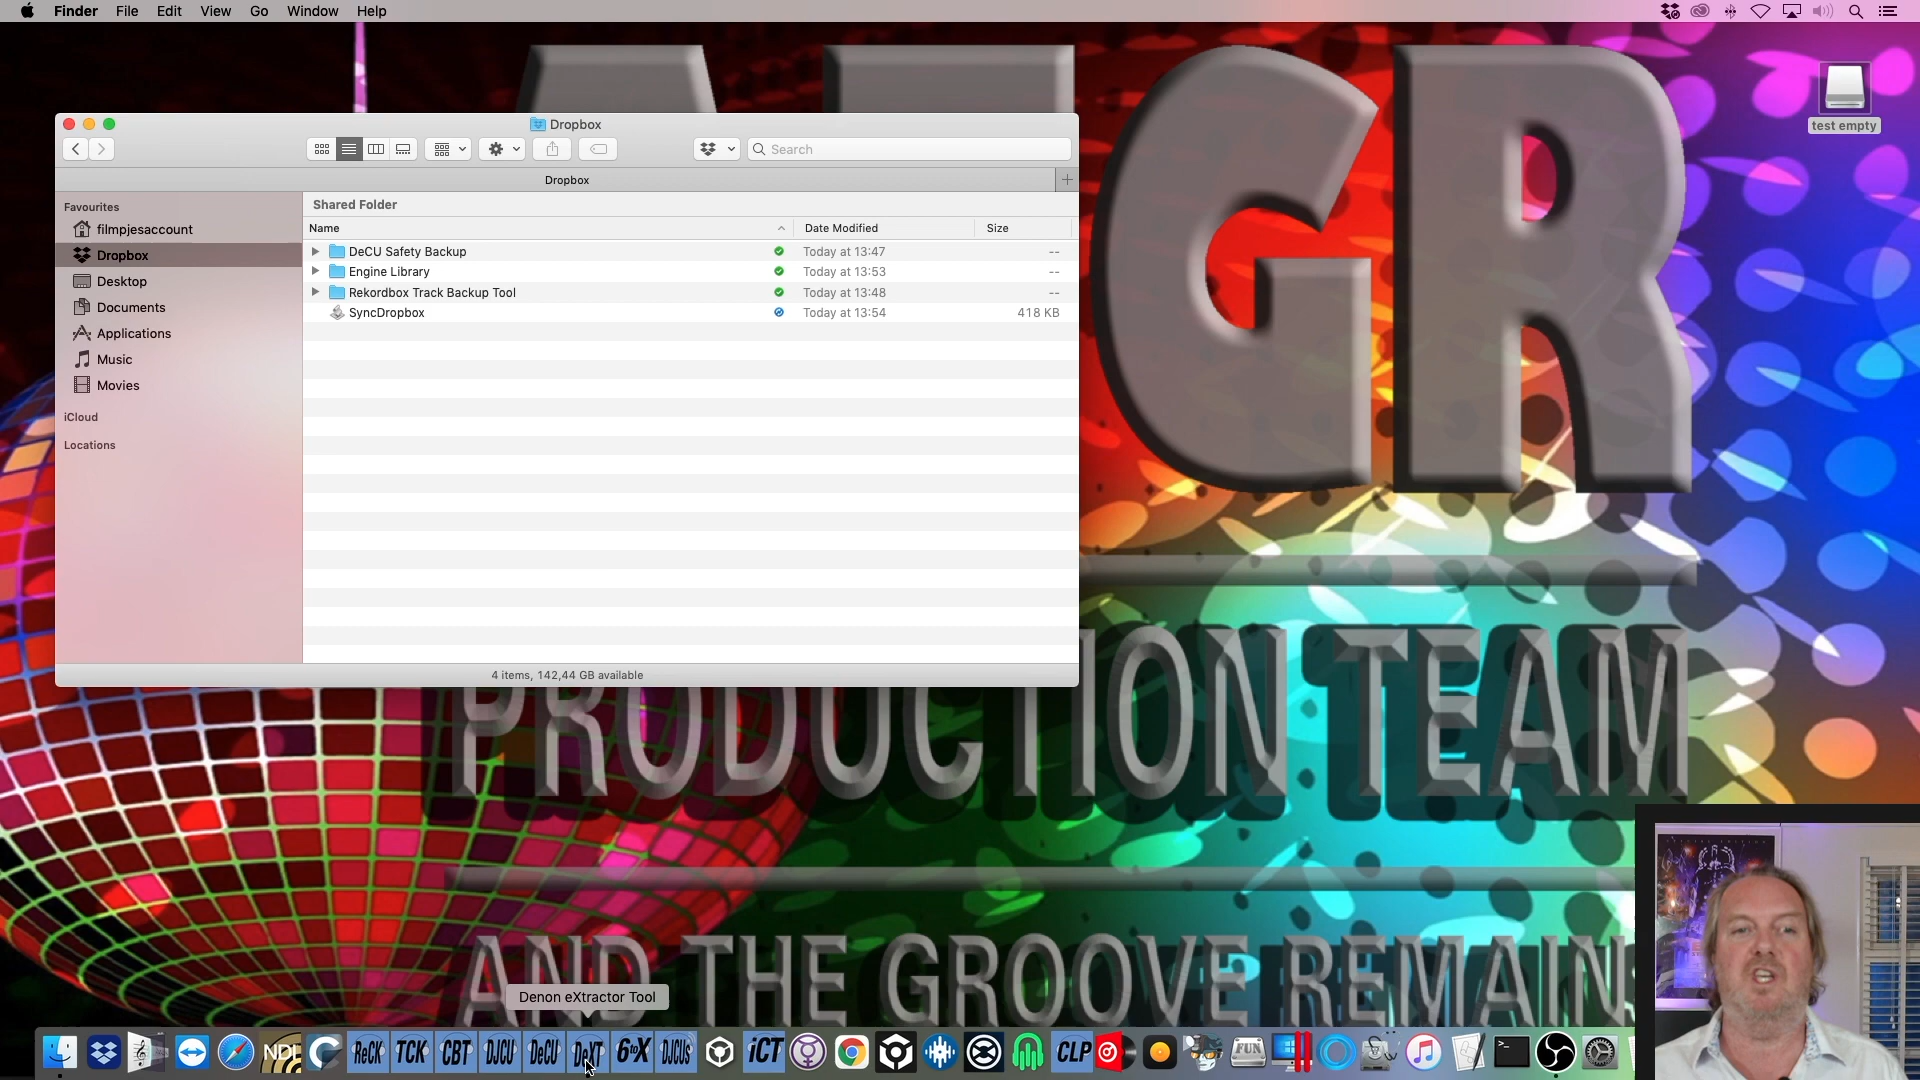 Finder File Edit View Go Window Help
test empty
Dropbox
Search
Dropbox
Favourites
filmpjesaccount
Dropbox
Desktop
Documents
Applications
Music
Movies
iCloud
Locations
Shared Folder
Name Date Modified Size
DeCU Safety Backup Today at 13:47 --
Engine Library Today at 13:53 --
Rekordbox Track Backup Tool Today at 13:48 --
SyncDropbox Today at 13:54 418 KB
4 items, 142,44 GB available
GR
PRODUCTION TEAM
AND THE GROOVE REMAINS
Denon eXtractor Tool
NDI ReCK TCK CBT DJCU DeCU DeXT 6toX DJCUs iCT CLP FUN